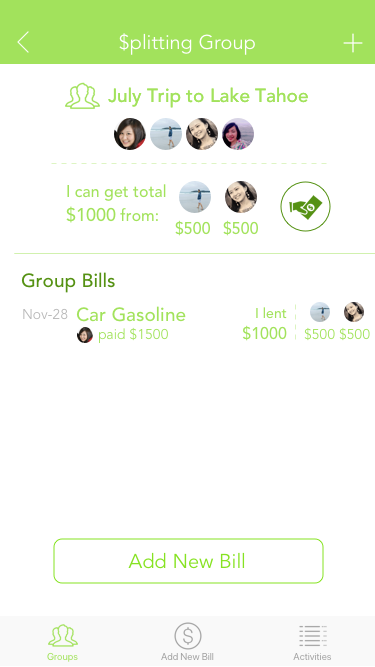 $plitting Group
July Trip to Lake Tahoe
I can get total
$1000 from:
$500 $500
Group Bills
Nov-28 Car Gasoline
paid $1500
I lent
$1000
$500 $500
Add New Bill
Groups
Add New Bill
Activities